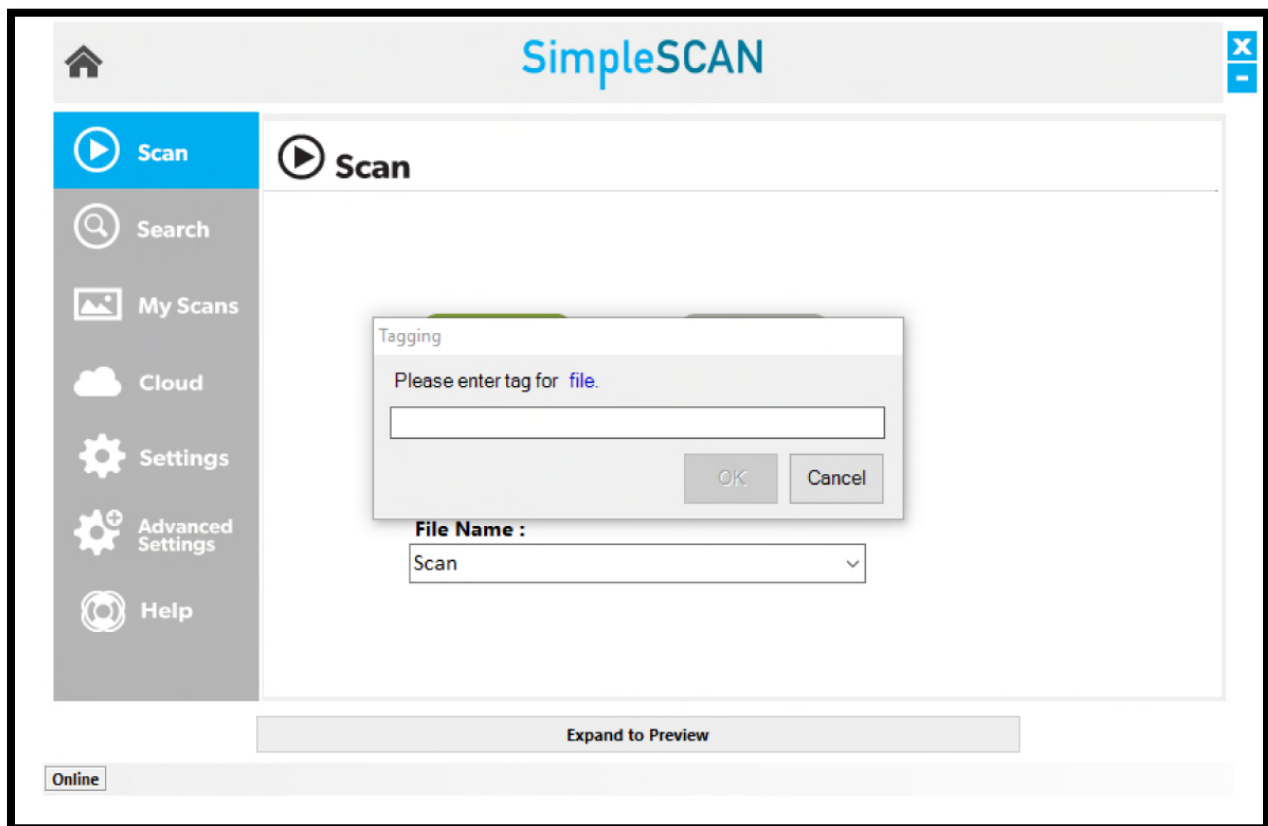 SimpleSCAN
X
-
Scan
Search
My Scans
Cloud
Settings
Advanced
Settings
Help
Scan
Tagging
Please enter tag for file.
OK
Cancel
File Name :
Scan
Expand to Preview
Online